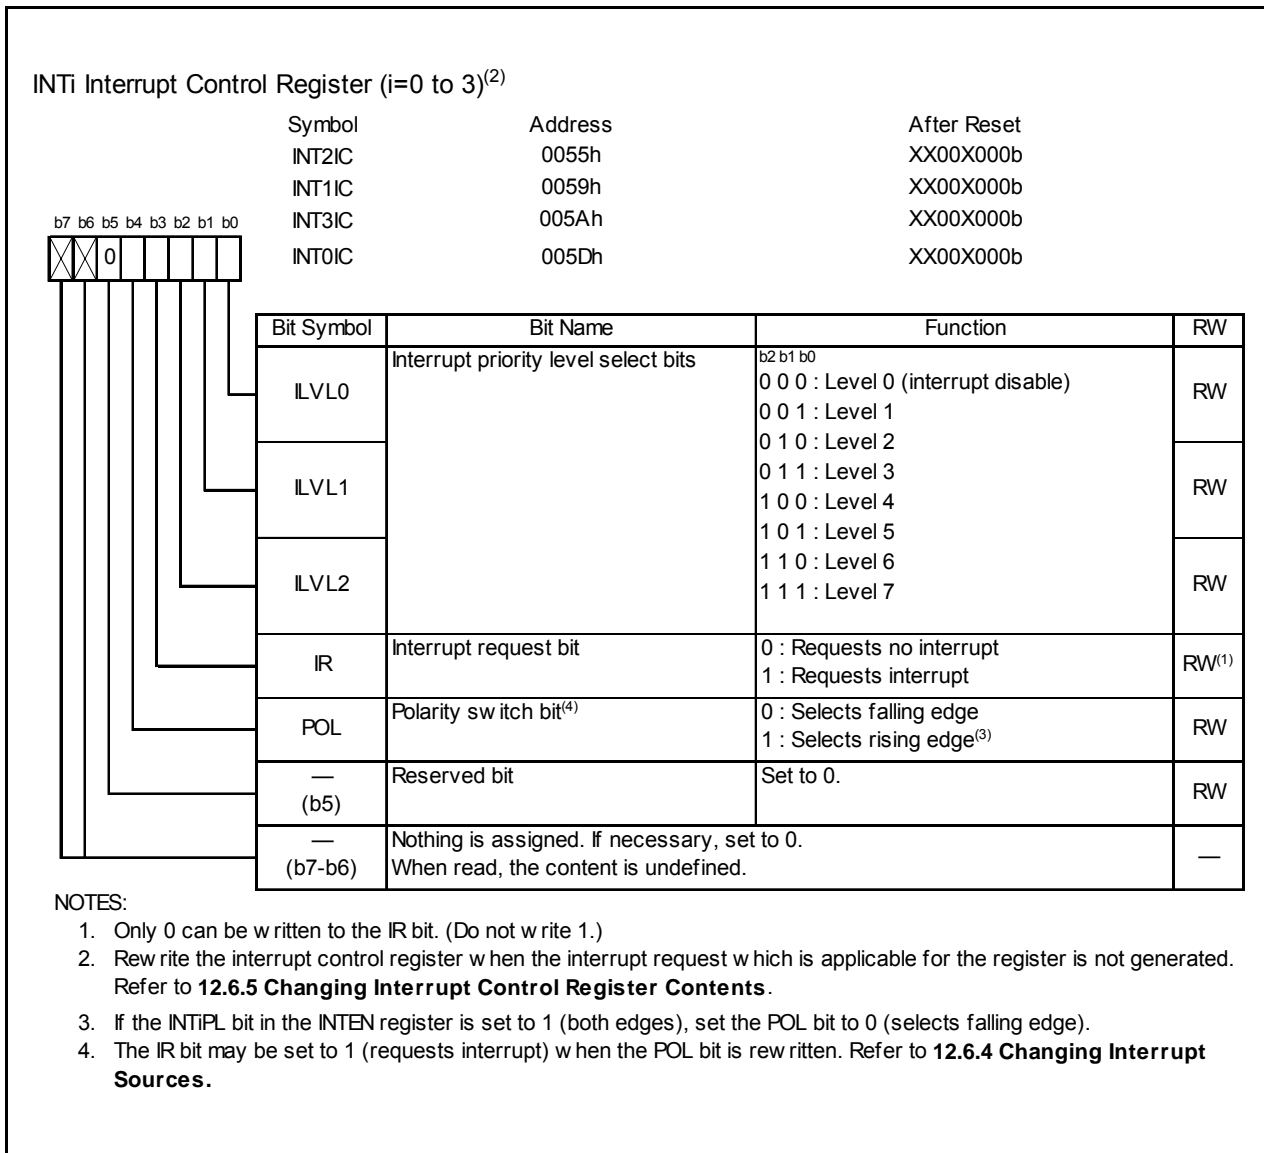 INTi Interrupt Control Register (i=0 to 3)(2)
Symbol Address After Reset
INT2IC 0055h XX00X000b
INT1IC 0059h XX00X000b
INT3IC 005Ah XX00X000b
INT0IC 005Dh XX00X000b
b7 b6 b5 b4 b3 b2 b1 b0
0
Bit Symbol Bit Name Function RW
ILVL0 Interrupt priority level select bits b2 b1 b0
0 0 0 : Level 0 (interrupt disable) RW
0 0 1 : Level 1
0 1 0 : Level 2
ILVL1 0 1 1 : Level 3 RW
1 0 0 : Level 4
1 0 1 : Level 5
ILVL2 1 1 0 : Level 6 RW
1 1 1 : Level 7
IR Interrupt request bit 0 : Requests no interrupt RW(1)
1 : Requests interrupt
POL Polarity switch bit(4) 0 : Selects falling edge RW
1 : Selects rising edge(3)
— Reserved bit Set to 0. RW
(b5)
— Nothing is assigned. If necessary, set to 0. —
(b7-b6) When read, the content is undefined.
NOTES:
1. Only 0 can be written to the IR bit. (Do not write 1.)
2. Rewrite the interrupt control register when the interrupt request which is applicable for the register is not generated.
Refer to 12.6.5 Changing Interrupt Control Register Contents.
3. If the INTiPL bit in the INTEN register is set to 1 (both edges), set the POL bit to 0 (selects falling edge).
4. The IR bit may be set to 1 (requests interrupt) when the POL bit is rewritten. Refer to 12.6.4 Changing Interrupt
Sources.